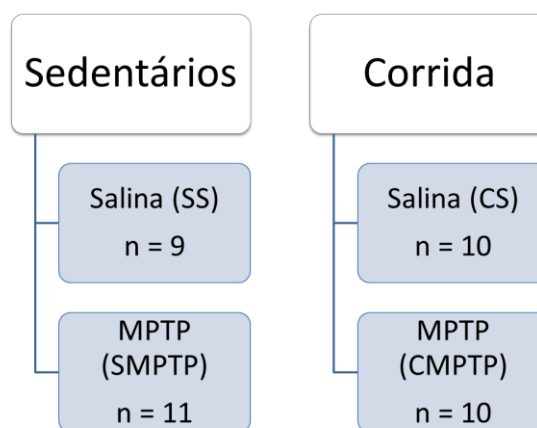 Sedentários
Salina (SS)
n = 9
MPTP
(SMPTP)
n = 11
Corrida
Salina (CS)
n = 10
MPTP
(CMPTP)
n = 10